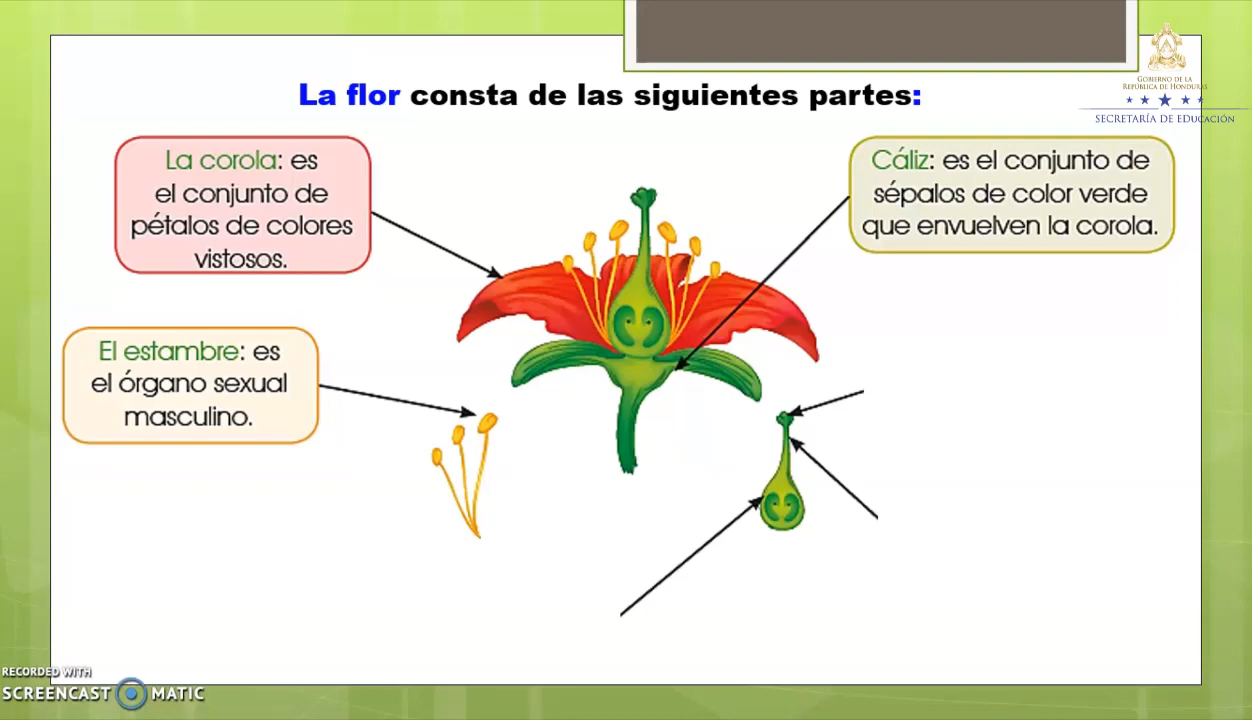 La flor consta de las siguientes partes:
GOBIERNO DE LA
REPÚBLICA DE HONDURAS
SECRETARÍA DE EDUCACIÓN
La corola: es
el conjunto de
pétalos de colores
vistosos.
Cáliz: es el conjunto de
sépalos de color verde
que envuelven la corola.
El estambre: es
el órgano sexual
masculino.
RECORDED WITH
SCREENCAST MATIC